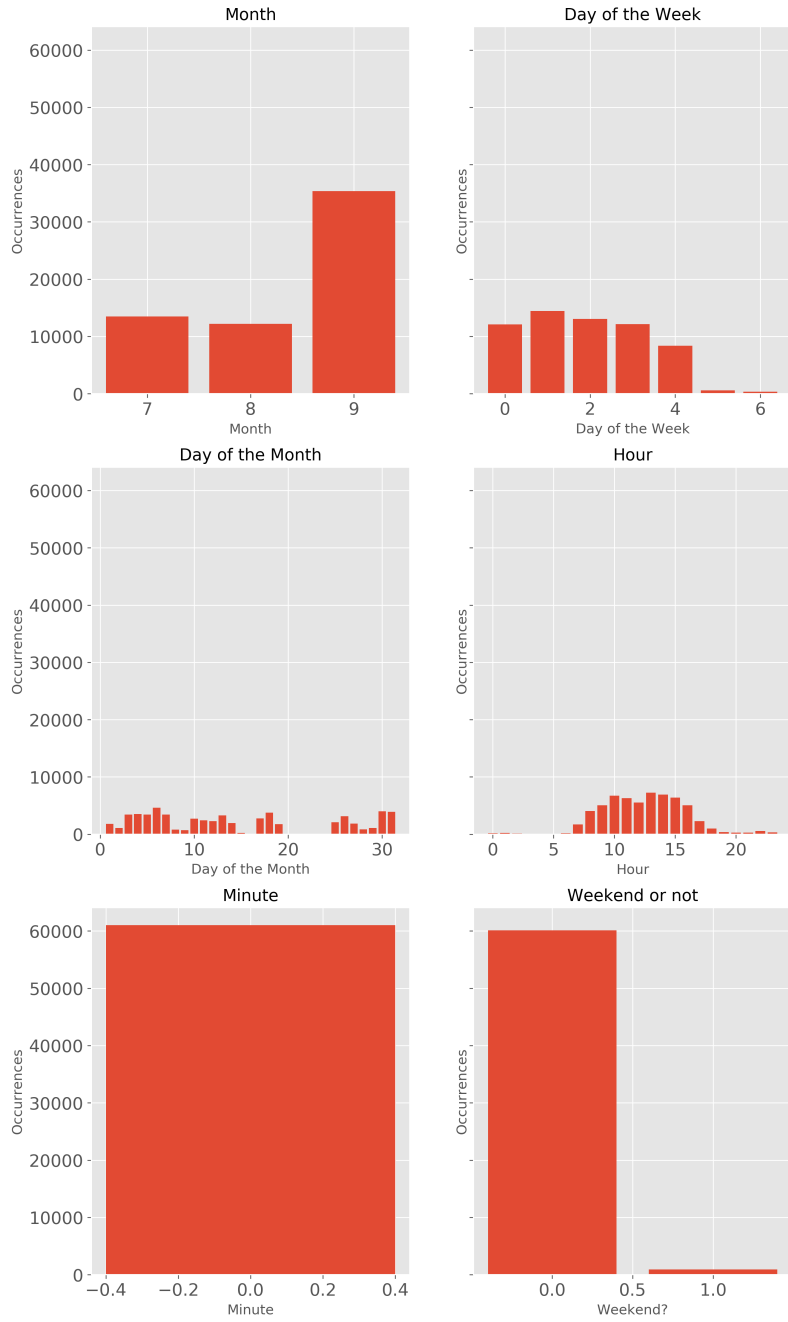 Month
60000
50000
40000
30000
20000
10000
0
Occurrences
7 8 9
Month
Day of the Week
Occurrences
0 2 4 6
Day of the Week
Day of the Month
60000
50000
40000
30000
20000
10000
0
Occurrences
0 10 20 30
Day of the Month
Hour
Occurrences
0 5 10 15 20
Hour
Minute
60000
50000
40000
30000
20000
10000
0
Occurrences
−0.4 −0.2 0.0 0.2 0.4
Minute
Weekend or not
Occurrences
0.0 0.5 1.0
Weekend?